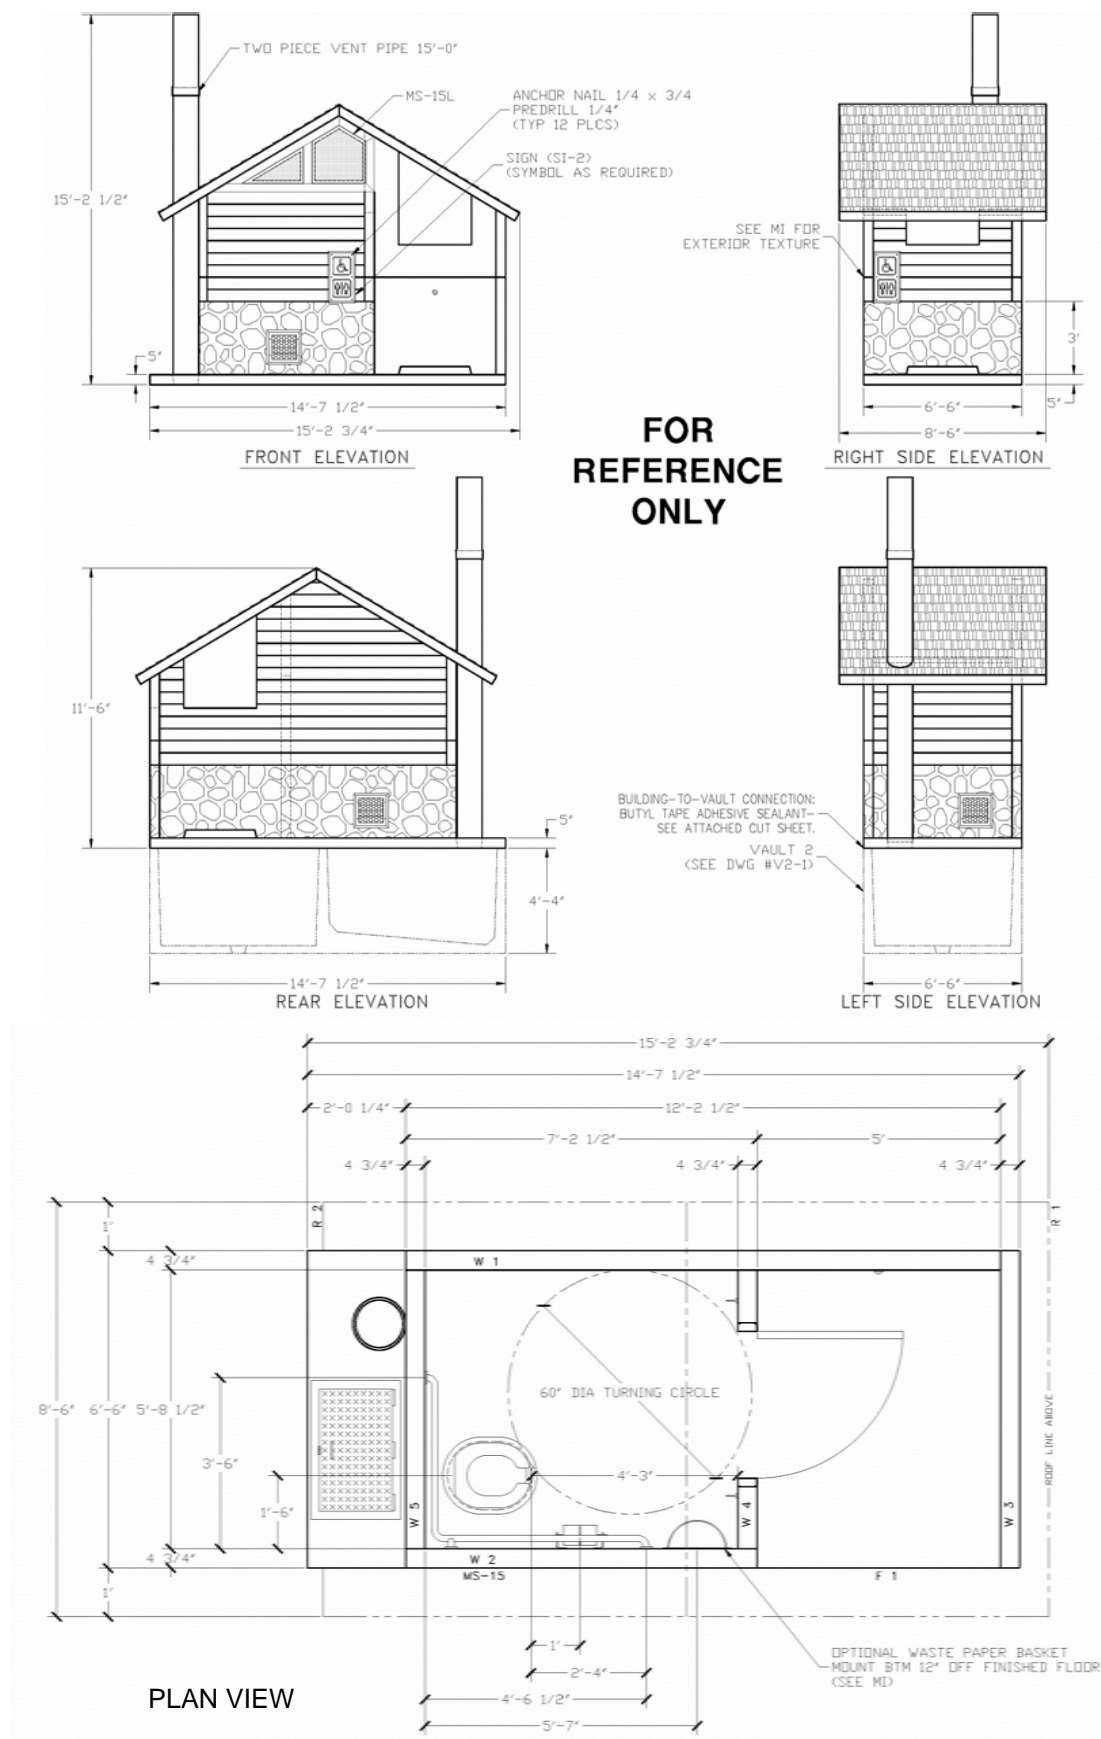 TWO PIECE VENT PIPE 15'-0"
MS-15L
ANCHOR NAIL 1/4 x 3/4
PREDRILL 1/4"
(TYP 12 PLCS)
SIGN (SI-2)
(SYMBOL AS REQUIRED)
15'-2 1/2"
5"
14'-7 1/2"
15'-2 3/4"
FRONT ELEVATION
SEE MI FOR
EXTERIOR TEXTURE
3'
5"
6'-6"
8'-6"
RIGHT SIDE ELEVATION
FOR
REFERENCE
ONLY
11'-6"
5"
4'-4"
14'-7 1/2"
REAR ELEVATION
BUILDING-TO-VAULT CONNECTION:
BUTYL TAPE ADHESIVE SEALANT-
SEE ATTACHED CUT SHEET.
VAULT 2
(SEE DWG #V2-1)
6'-6"
LEFT SIDE ELEVATION
15'-2 3/4"
14'-7 1/2"
2'-0 1/4"
12'-2 1/2"
7'-2 1/2"
5'
4 3/4"
4 3/4"
4 3/4"
R 2
R 1
1'
4 3/4"
W 1
60" DIA TURNING CIRCLE
8'-6"
6'-6"
5'-8 1/2"
ROOF LINE ABOVE
3'-6"
4'-3"
1'-6"
W 5
W 4
W 3
4 3/4"
W 2
MS-15
F 1
1'
1'
2'-4"
4'-6 1/2"
5'-7"
OPTIONAL WASTE PAPER BASKET
MOUNT BTM 12" OFF FINISHED FLOOR
(SEE MI)
PLAN VIEW